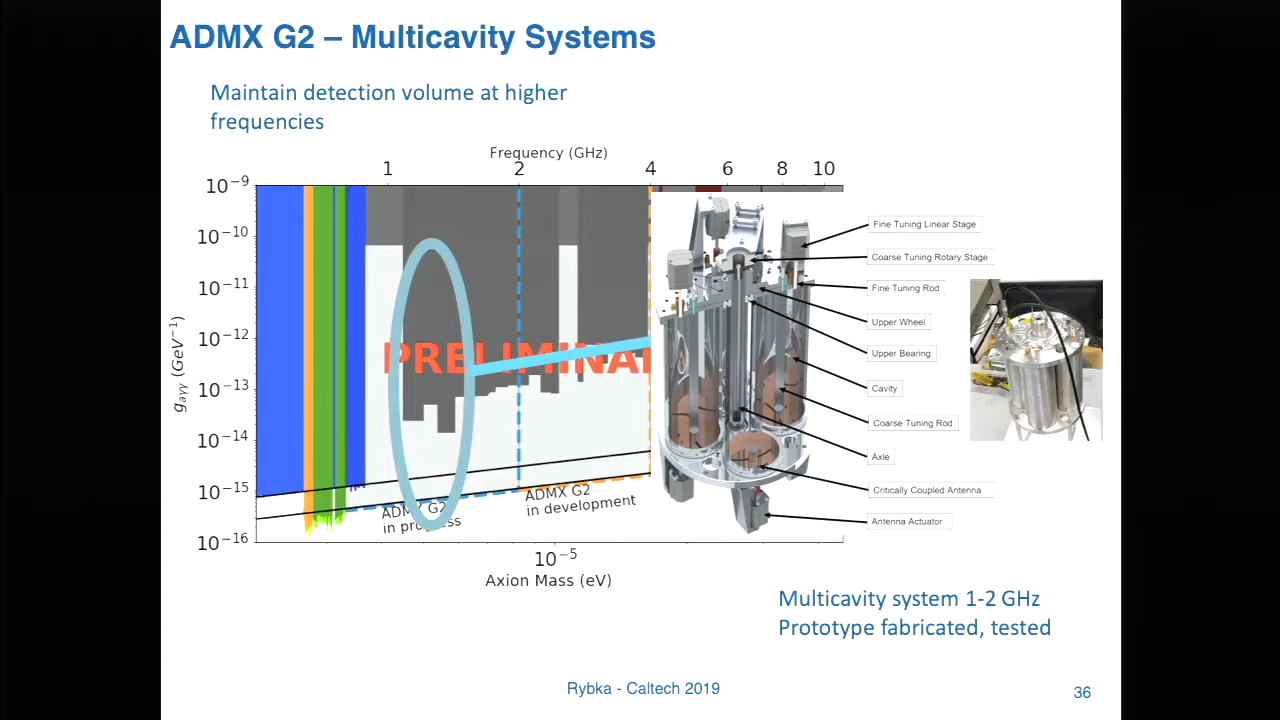 ADMX G2 – Multicavity Systems
Maintain detection volume at higher
frequencies
Frequency (GHz)
1 2 4 6 8 10
10−9
10−10
10−11
10−12
10−13
10−14
10−15
10−16
gaγγ (GeV−1)
PRELIMINA
ADMX G2
in progress
ADMX G2
in development
10−5
Axion Mass (eV)
Fine Tuning Linear Stage
Coarse Tuning Rotary Stage
Fine Tuning Rod
Upper Wheel
Upper Bearing
Cavity
Coarse Tuning Rod
Axle
Critically Coupled Antenna
Antenna Actuator
Multicavity system 1-2 GHz
Prototype fabricated, tested
Rybka - Caltech 2019
36